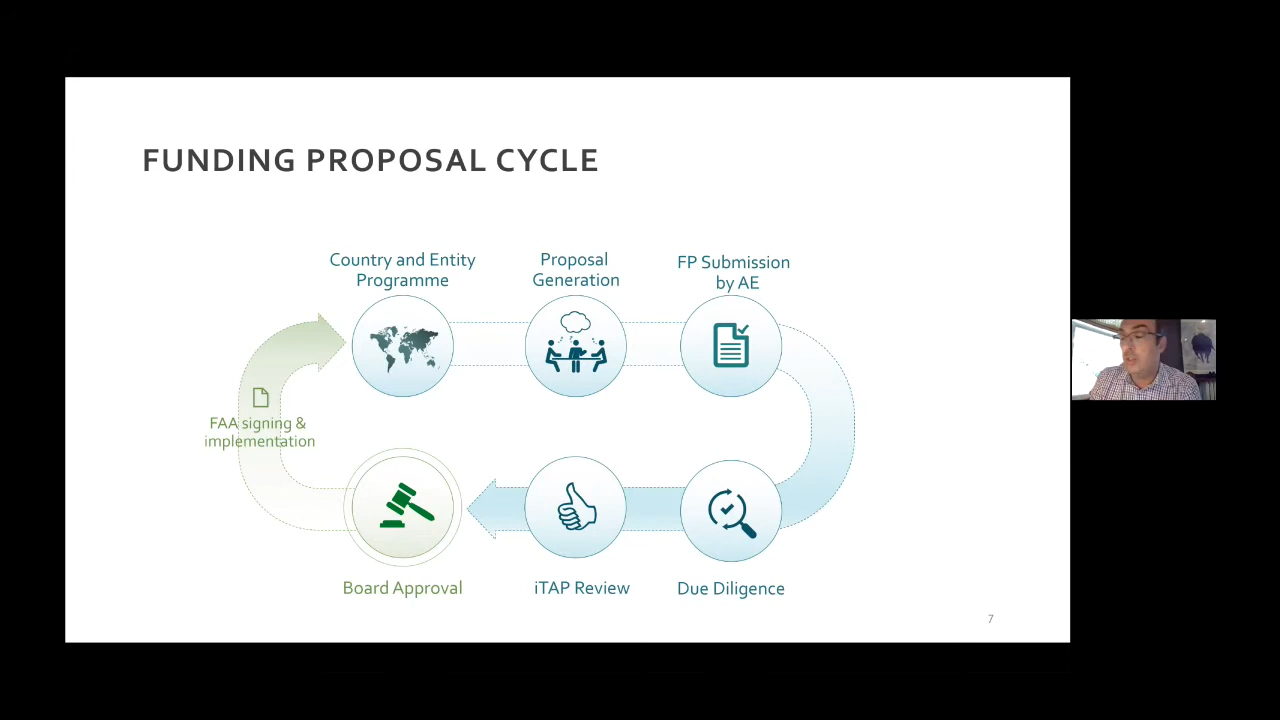 FUNDING PROPOSAL CYCLE
Country and Entity
Programme
Proposal
Generation
FP Submission
by AE
FAA signing &
implementation
Board Approval
iTAP Review
Due Diligence
7